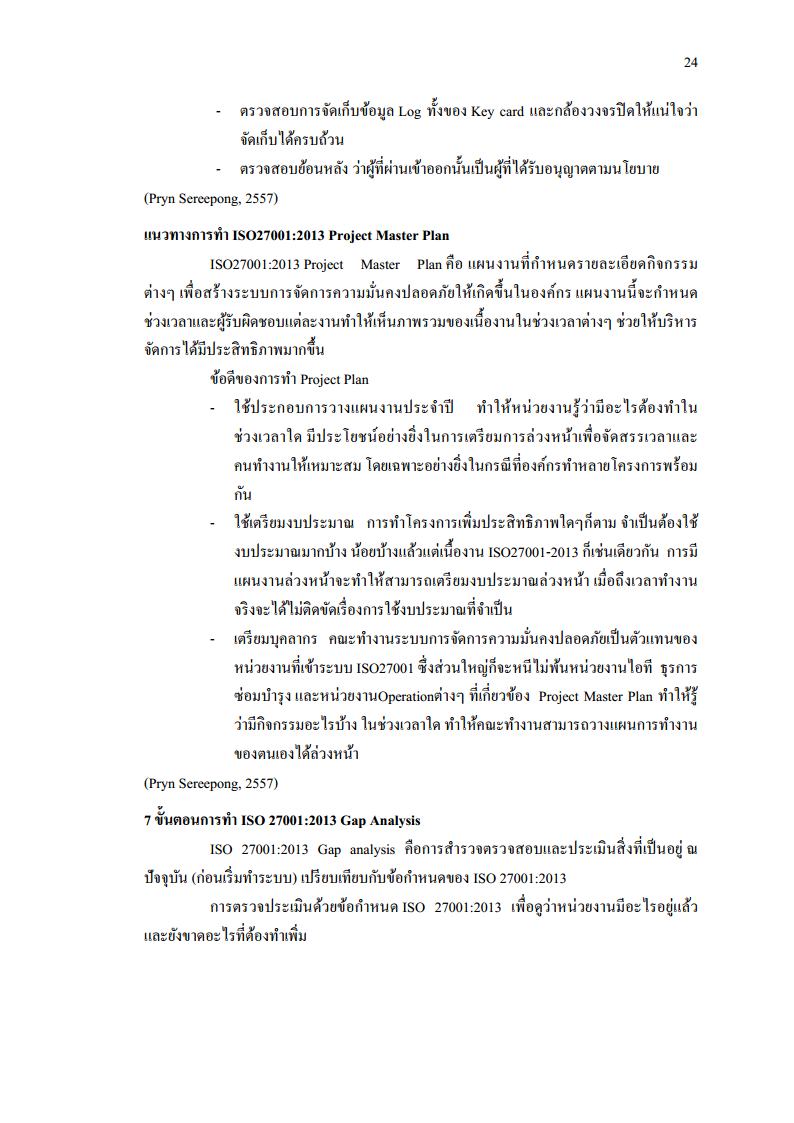 24
- ตรวจสอบการจัดเก็บข้อมูล Log ทั้งของ Key card และกล้องวงจรปิดให้แน่ใจว่า
จัดเก็บได้ครบถ้วน
- ตรวจสอบย้อนหลัง ว่าผู้ที่ผ่านเข้าออกนั้นเป็นผู้ที่ได้รับอนุญาตตามนโยบาย
(Pryn Sereepong, 2557)
แนวทางการทำ ISO27001:2013 Project Master Plan
ISO27001:2013 Project Master Plan คือ แผนงานที่กำหนดรายละเอียดกิจกรรม
ต่างๆ เพื่อสร้างระบบการจัดการความมั่นคงปลอดภัยให้เกิดขึ้นในองค์กร แผนงานนี้จะกำหนด
ช่วงเวลาและผู้รับผิดชอบแต่ละงานทำให้เห็นภาพรวมของเนื้องานในช่วงเวลาต่างๆ ช่วยให้บริหาร
จัดการได้มีประสิทธิภาพมากขึ้น
ข้อดีของการทำ Project Plan
- ใช้ประกอบการวางแผนงานประจำปี ทำให้หน่วยงานรู้ว่ามีอะไรต้องทำใน
ช่วงเวลาใด มีประโยชน์อย่างยิ่งในการเตรียมการล่วงหน้าเพื่อจัดสรรเวลาและ
คนทำงานให้เหมาะสม โดยเฉพาะอย่างยิ่งในกรณีที่องค์กรทำหลายโครงการพร้อม
กัน
- ใช้เตรียมงบประมาณ การทำโครงการเพิ่มประสิทธิภาพใดๆก็ตาม จำเป็นต้องใช้
งบประมาณมากบ้าง น้อยบ้างแล้วแต่เนื้องาน ISO27001-2013 ก็เช่นเดียวกัน การมี
แผนงานล่วงหน้าจะทำให้สามารถเตรียมงบประมาณล่วงหน้า เมื่อถึงเวลาทำงาน
จริงจะได้ไม่ติดขัดเรื่องการใช้งบประมาณที่จำเป็น
- เตรียมบุคลากร คณะทำงานระบบการจัดการความมั่นคงปลอดภัยเป็นตัวแทนของ
หน่วยงานที่เข้าระบบ ISO27001 ซึ่งส่วนใหญ่ก็จะหนีไม่พ้นหน่วยงานไอที ธุรการ
ซ่อมบำรุง และหน่วยงานOperationต่างๆ ที่เกี่ยวข้อง Project Master Plan ทำให้รู้
ว่ามีกิจกรรมอะไรบ้าง ในช่วงเวลาใด ทำให้คณะทำงานสามารถวางแผนการทำงาน
ของตนเองได้ล่วงหน้า
(Pryn Sereepong, 2557)
7 ขั้นตอนการทำ ISO 27001:2013 Gap Analysis
ISO 27001:2013 Gap analysis คือการสำรวจตรวจสอบและประเมินสิ่งที่เป็นอยู่ ณ
ปัจจุบัน (ก่อนเริ่มทำระบบ) เปรียบเทียบกับข้อกำหนดของ ISO 27001:2013
การตรวจประเมินด้วยข้อกำหนด ISO 27001:2013 เพื่อดูว่าหน่วยงานมีอะไรอยู่แล้ว
และยังขาดอะไรที่ต้องทำเพิ่ม